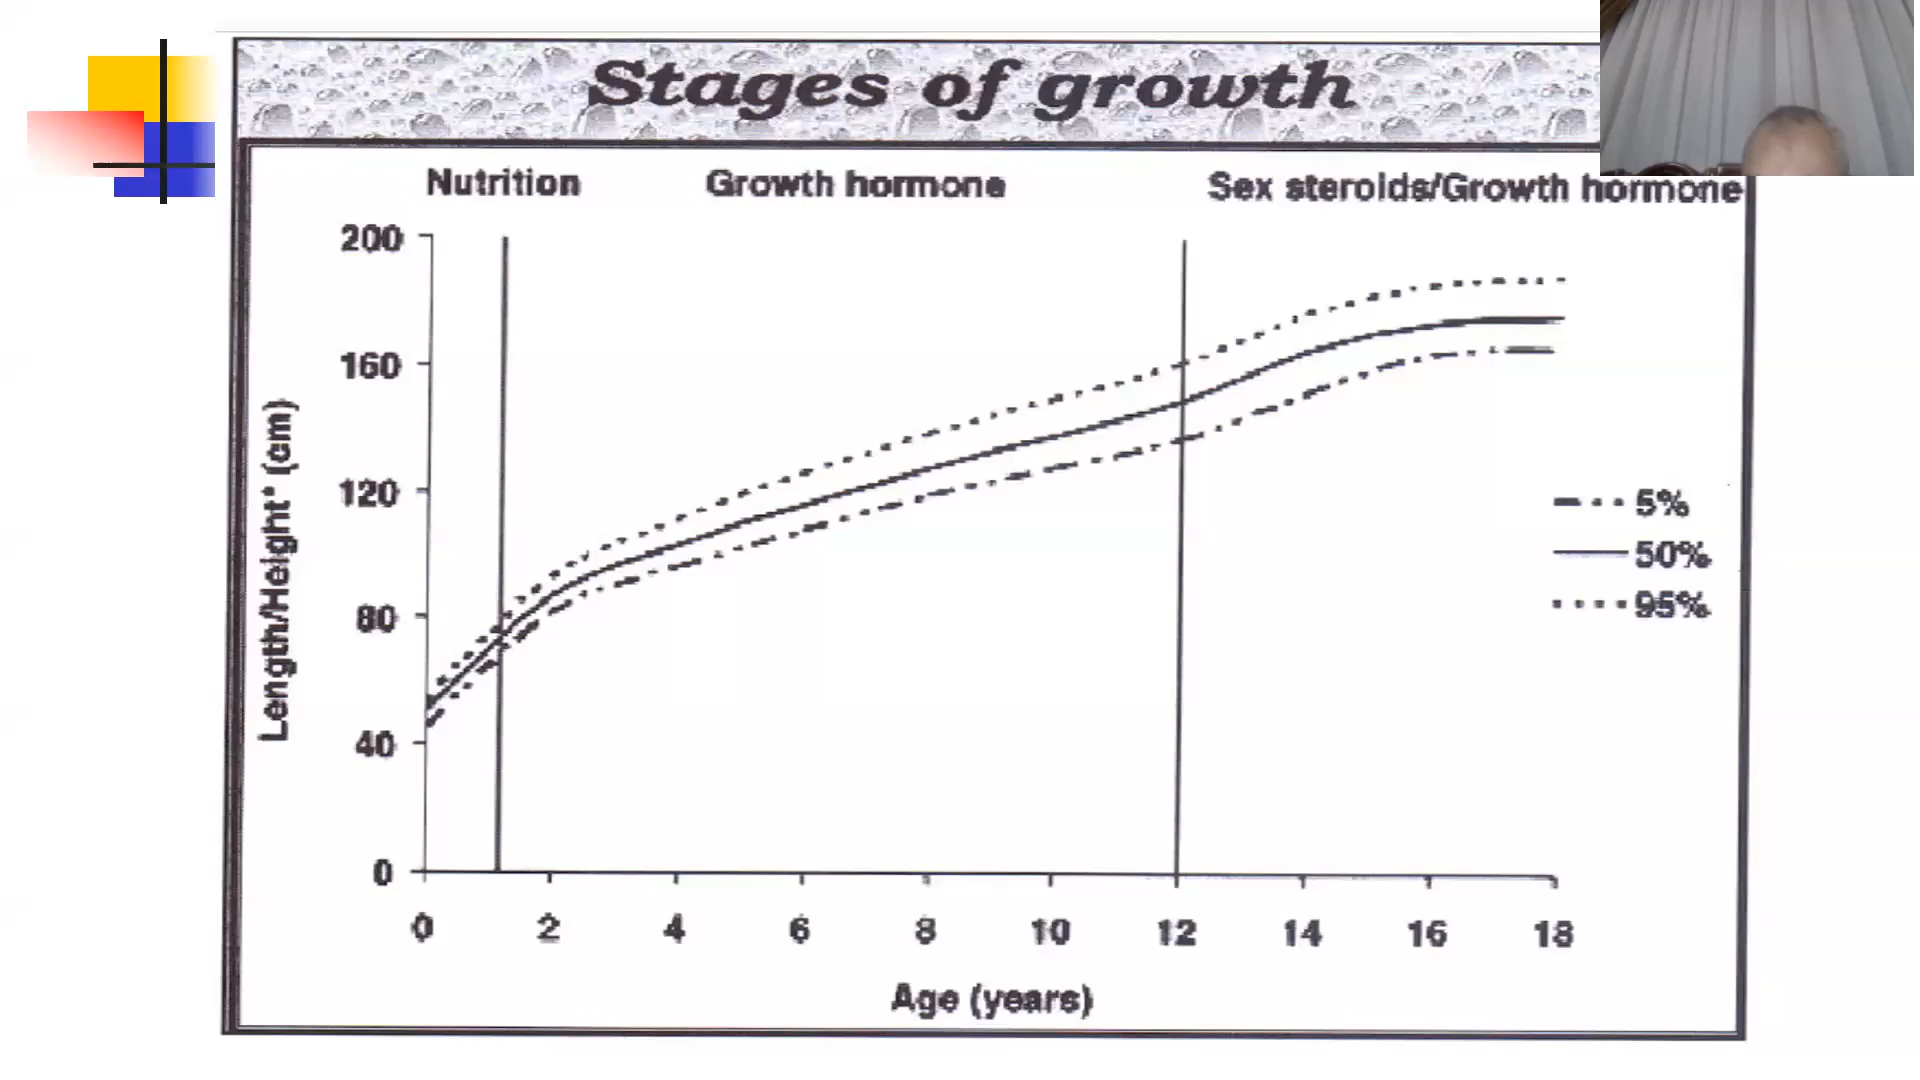 Stages of growth
Nutrition
Growth hormone
Sex steroids/Growth hormone
200
160
120
80
40
0
Length/Height* (cm)
5%
50%
95%
0 2 4 6 8 10 12 14 16 18
Age (years)